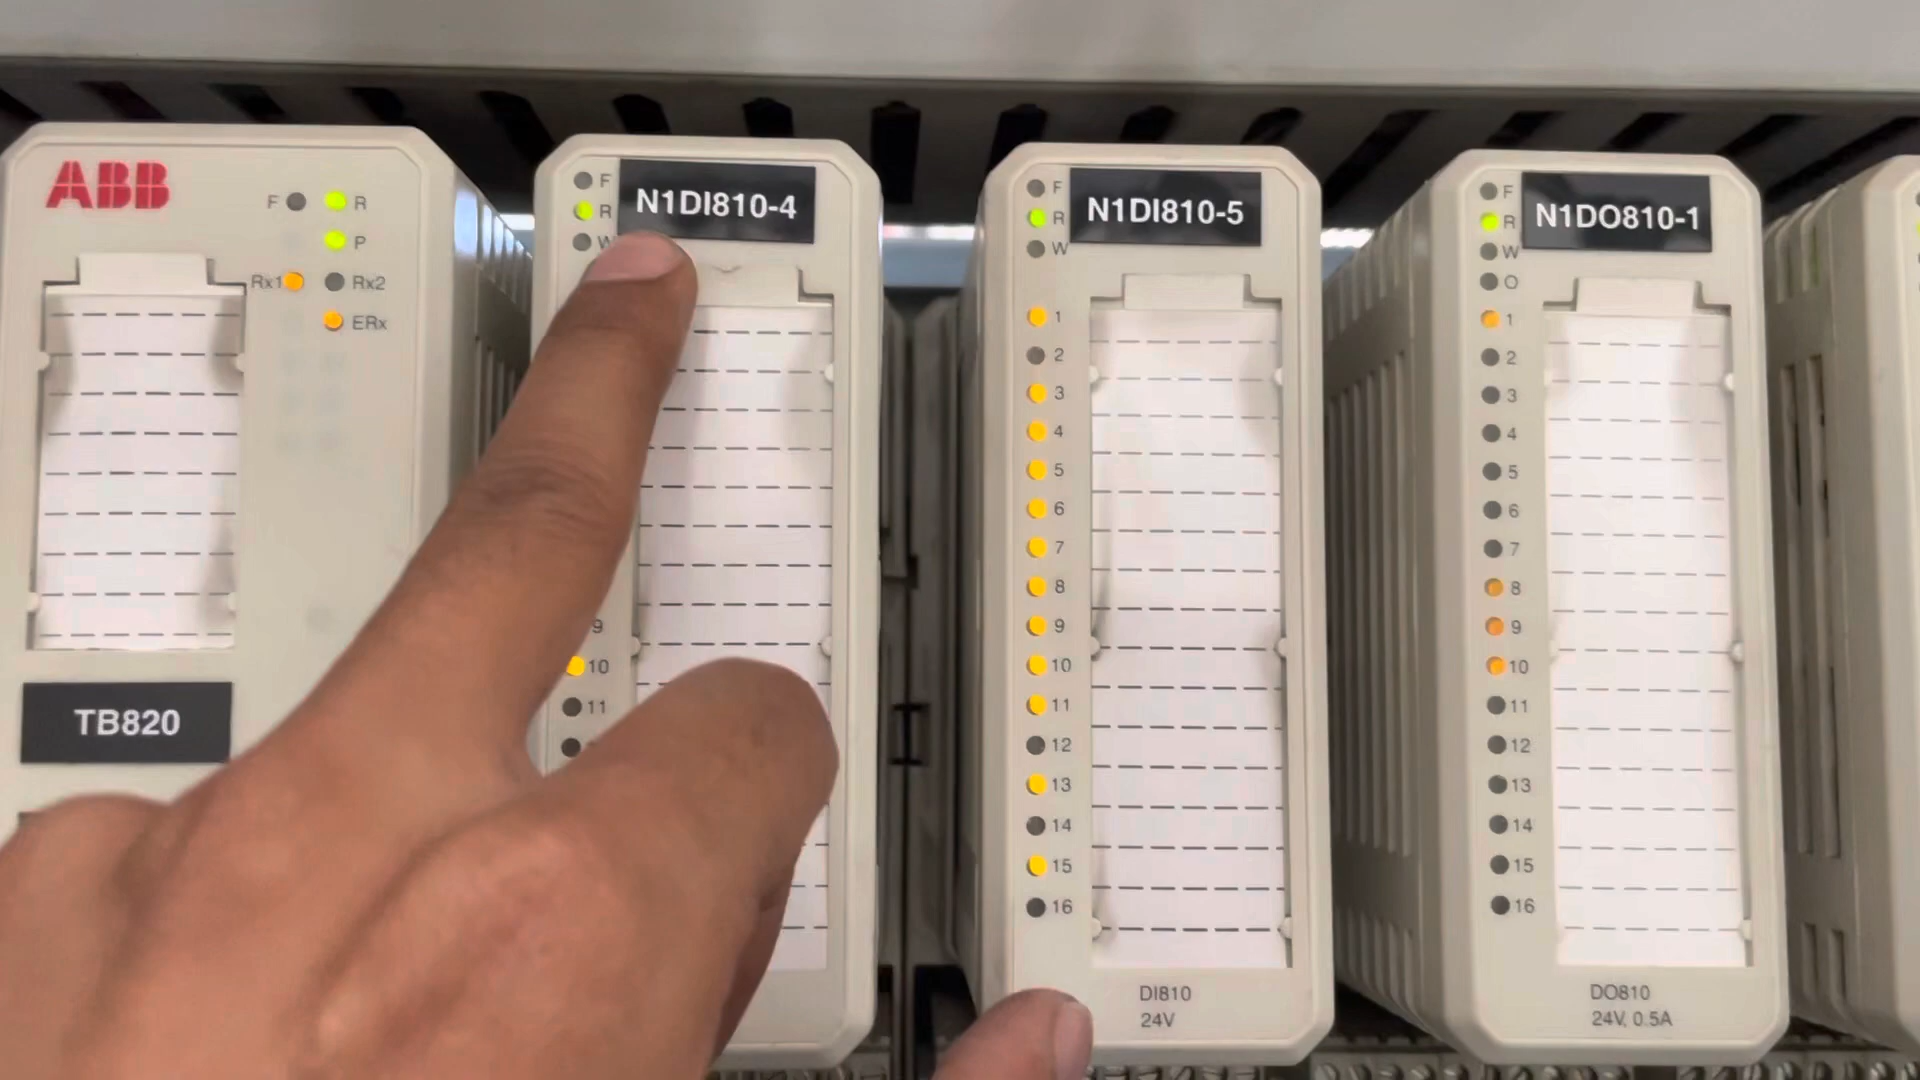 ABB
F R
P
Rx1 Rx2
ERx
TB820
F
R
W
N1DI810-4
9
10
11
F
R
W
N1DI810-5
1
2
3
4
5
6
7
8
9
10
11
12
13
14
15
16
DI810
24V
F
R
W
O
N1DO810-1
1
2
3
4
5
6
7
8
9
10
11
12
13
14
15
16
DO810
24V, 0.5A